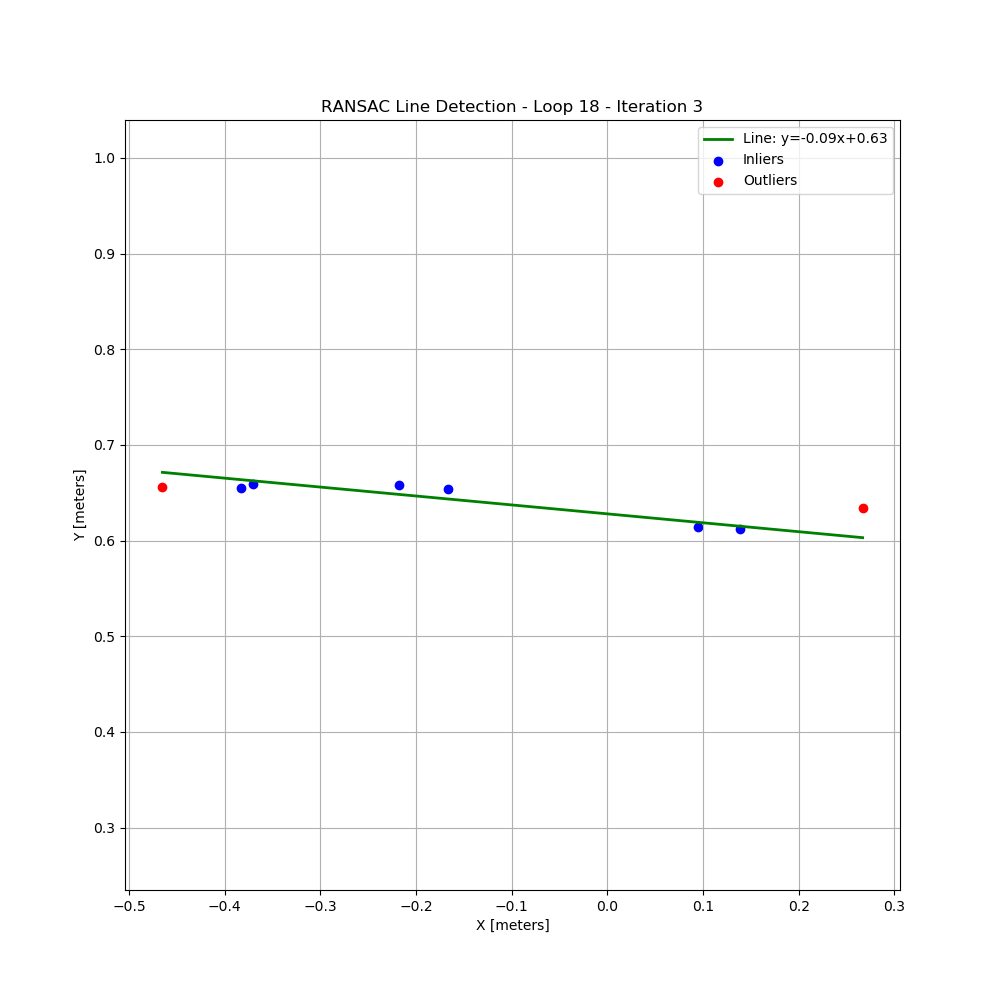 RANSAC Line Detection - Loop 18 - Iteration 3
Line: y=-0.09x+0.63
Inliers
Outliers
1.0
0.9
0.8
0.7
0.6
0.5
0.4
0.3
Y [meters]
−0.5 −0.4 −0.3 −0.2 −0.1 0.0 0.1 0.2 0.3
X [meters]